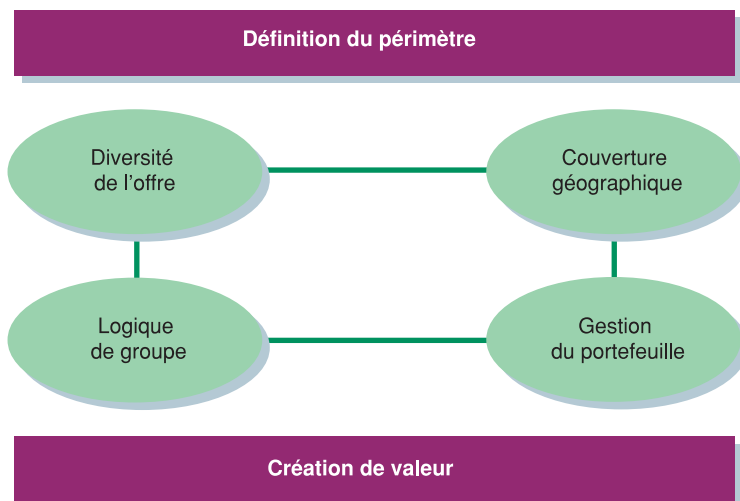 Définition du périmètre
Diversité
de l'offre
Couverture
géographique
Logique
de groupe
Gestion
du portefeuille
Création de valeur